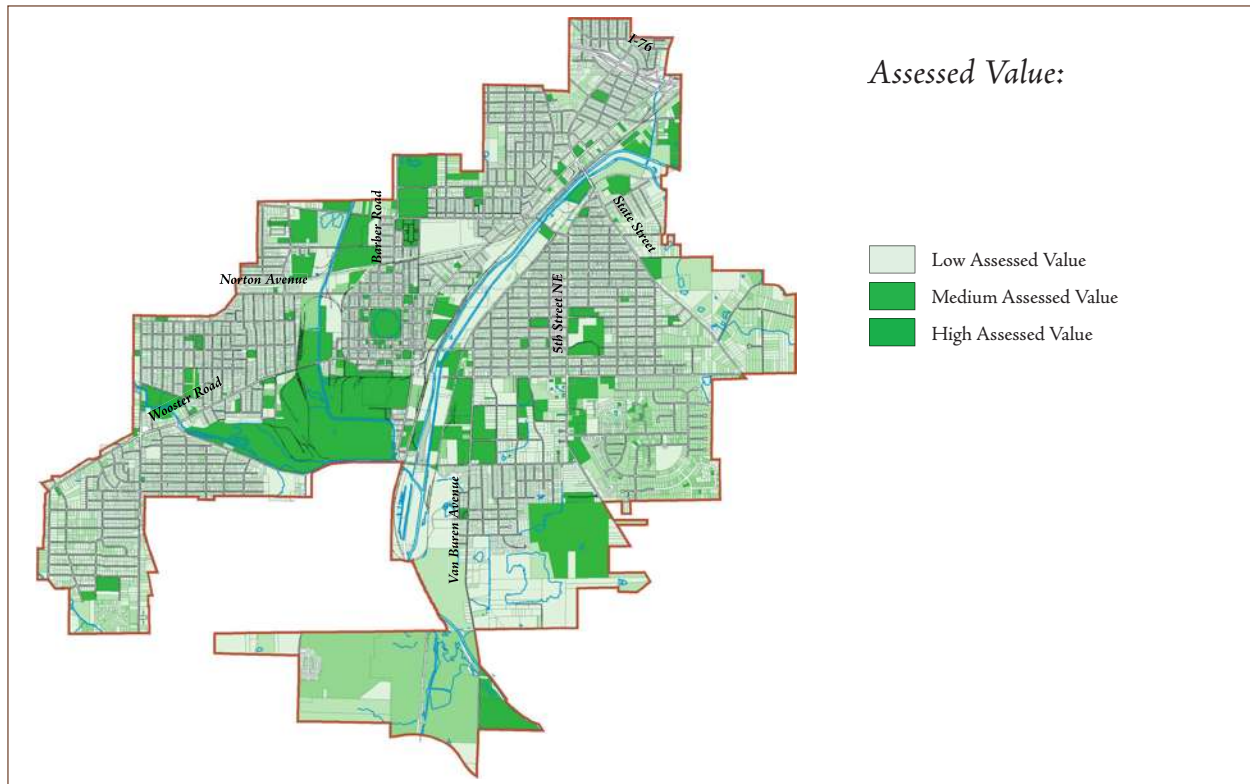 I-76
Assessed Value:
Barber Road
State Street
Norton Avenue
Low Assessed Value
Medium Assessed Value
5th Street NE
High Assessed Value
Wooster Road
Van Buren Avenue